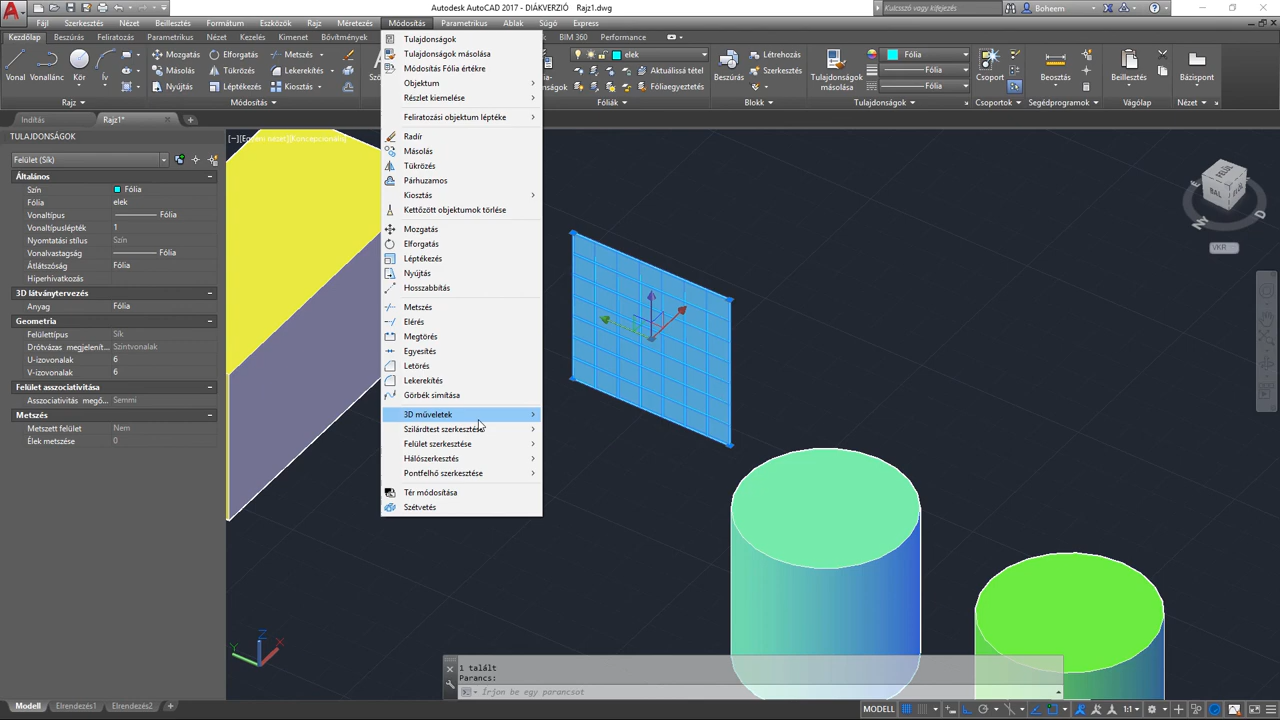 Autodesk AutoCAD 2017 - DIÁKVERZIÓ Rajz1.dwg
Írjon be kulcsszót vagy kifejezést
Boheem
Fájl Szerkesztés Nézet Beillesztés Formátum Eszközök Rajz Méretezés Módosítás Parametrikus Ablak Súgó Express
Kezdőlap Beszúrás Feliratozás Parametrikus Nézet Kezelés Kimenet Bővítmények BIM 360 Performance
Vonal Vonallánc Kör Ív
Mozgatás Elforgatás Metszés
Másolás Tükrözés Lekerekítés
Nyújtás Léptékezés Kiosztás
elek
Aktuálissá tétel
Fóliaegyeztetés
Beszúrás
Létrehozás
Szerkesztés
Tulajdonságok másolása
Fólia
Fólia
Fólia
Csoport
Beolvasztás
Bázispont
Rajz Módosítás Fóliák Blokk Tulajdonságok Csoportok Segédprogramok Vágólap Nézet
Indítás Rajz1*
TULAJDONSÁGOK
Felület (Sík)
Általános
Szín Fólia
Fólia elek
Vonaltípus Fólia
Vonaltípuslépték 1
Nyomtatási stílus Szín
Vonalvastagság Fólia
Átlátszóság Fólia
Hiperhivatkozás
3D látványtervezés
Anyag Fólia
Geometria
Felülettípus Sík
Drótvázas megjelenít... Szintvonalak
U-izovonalak 6
V-izovonalak 6
Felület asszociativitása
Asszociativitás megő... Semmi
Metszés
Metszett felület Nem
Élek metszése 0
Tulajdonságok
Tulajdonságok másolása
Módosítás Fólia értékre
Objektum
Részlet kiemelése
Feliratozási objektum léptéke
Radír
Másolás
Tükrözés
Párhuzamos
Kiosztás
Kettőzött objektumok törlése
Mozgatás
Elforgatás
Léptékezés
Nyújtás
Hosszabbítás
Metszés
Elérés
Megtörés
Egyesítés
Letörés
Lekerekítés
Görbék simítása
3D műveletek
Szilárdtest szerkesztése
Felület szerkesztése
Hálószerkesztés
Pontfelhő szerkesztése
Tér módosítása
Szétvetés
VKR
Z
X
Y
1 talált
Parancs:
Írjon be egy parancsot
Modell Elrendezés1 Elrendezés2
MODELL
1:1